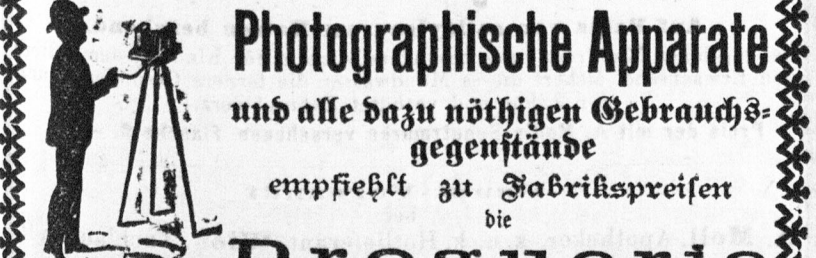 Photographische Apparate
und alle dazu nöthigen Gebrauchs-
gegenstände
empfiehlt zu Fabrikspreisen
die